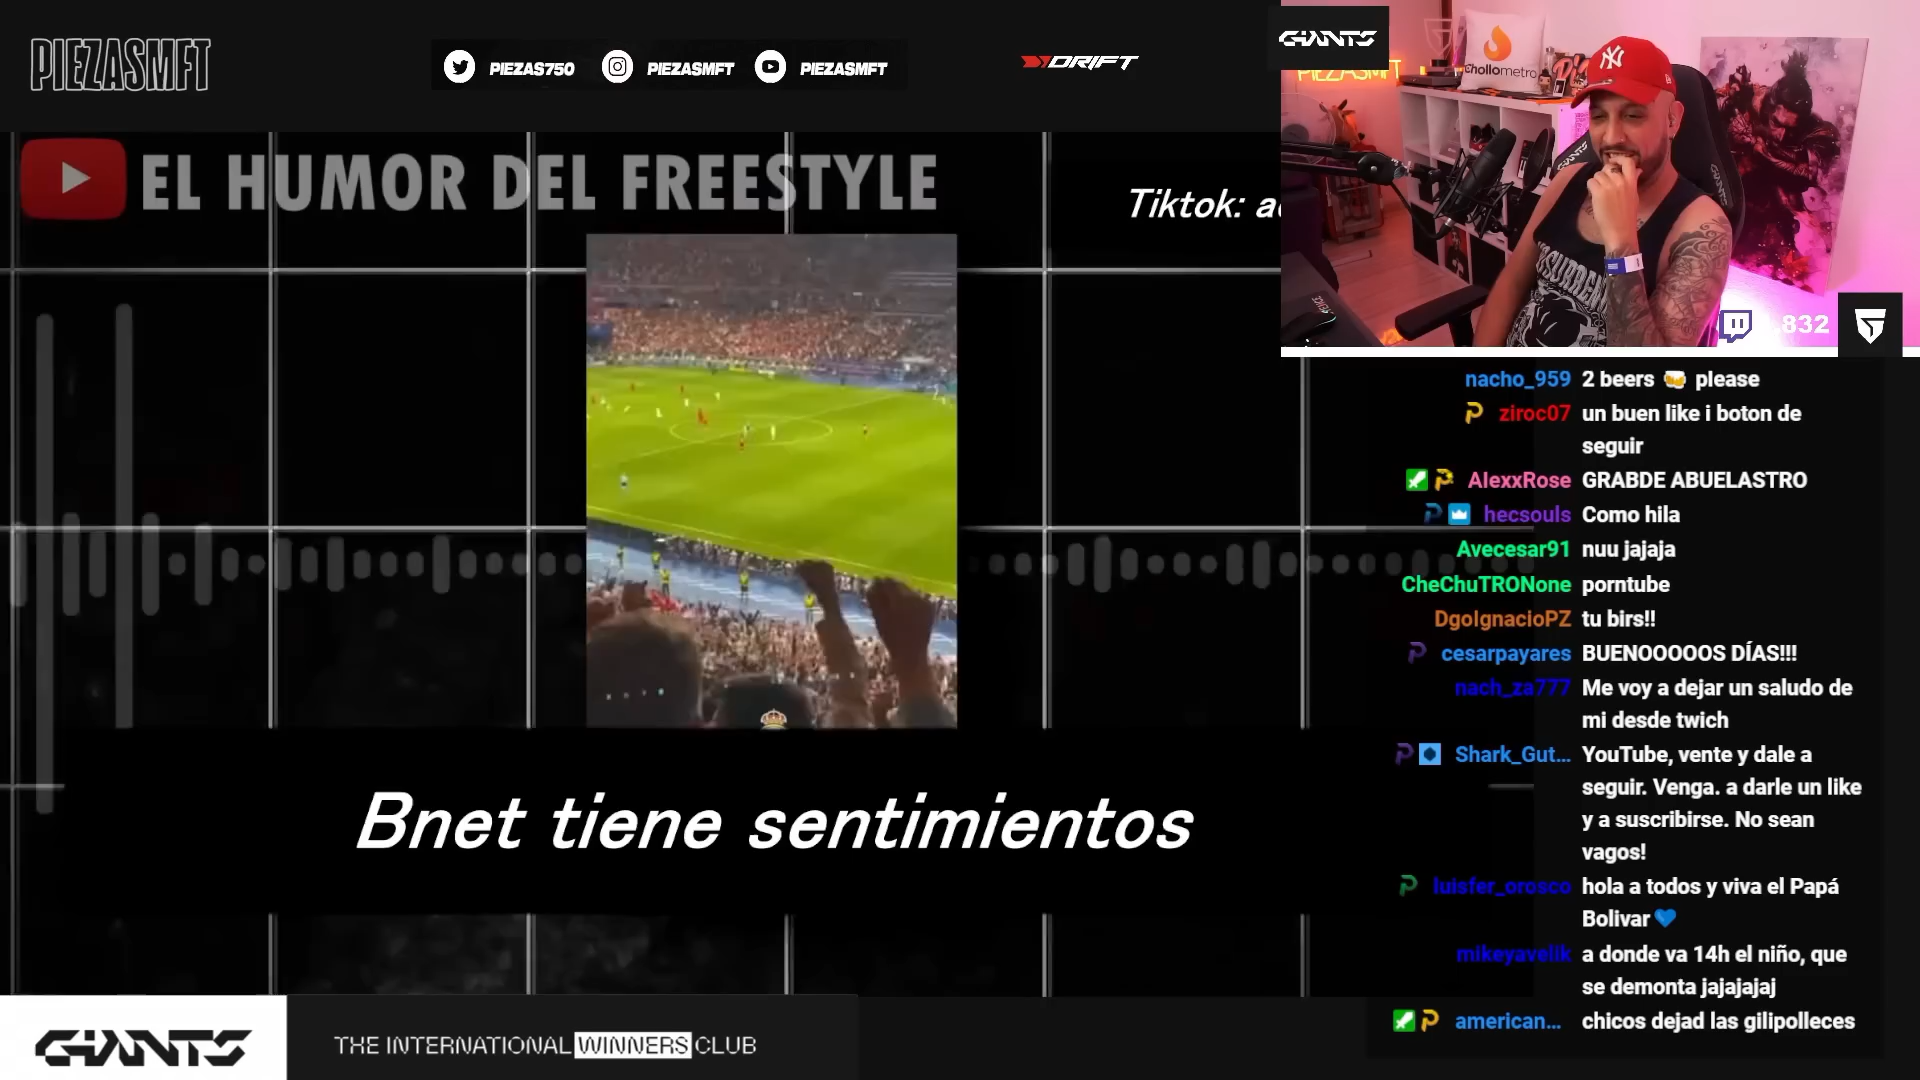 PIEZASMFT
PIEZAS750
PIEZASMFT
PIEZASMFT
DRIFT
GIANTS
PIEZASMFT
Chollometro
NY
EL HUMOR DEL FREESTYLE
Tiktok:
.832
nacho_959 2 beers 🍻 please
ziroc07 un buen like i boton de
seguir
AlexxRose GRABDE ABUELASTRO
hecsouls Como hila
Avecesar91 nuu jajaja
CheChuTRONone porntube
DgoIgnacioPZ tu birs!!
cesarpayares BUENOOOOOS DÍAS!!!
nach_za777 Me voy a dejar un saludo de
mi desde twich
Shark_Gut... YouTube, vente y dale a
seguir. Venga. a darle un like
y a suscribirse. No sean
vagos!
luisfer_orosco hola a todos y viva el Papá
Bolivar 💙
mikeyavelik a donde va 14h el niño, que
se demonta jajajajaj
american... chicos dejad las gilipolleces
Bnet tiene sentimientos
GIANTS
THE INTERNATIONAL WINNERS CLUB